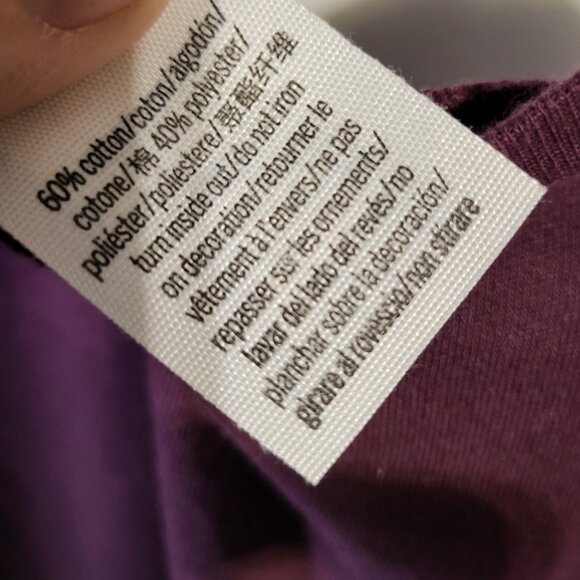 60% cotton/coton/algodón/
cotone/棉 40% polyester/
poliéster/poliestere/聚酯纤维
turn inside out/do not iron
on decoration/retourner le
vêtement à l'envers/ne pas
repasser sur les ornements/
lavar del lado del revés/no
planchar sobre la decoración/
girare al rovescio/non stirare